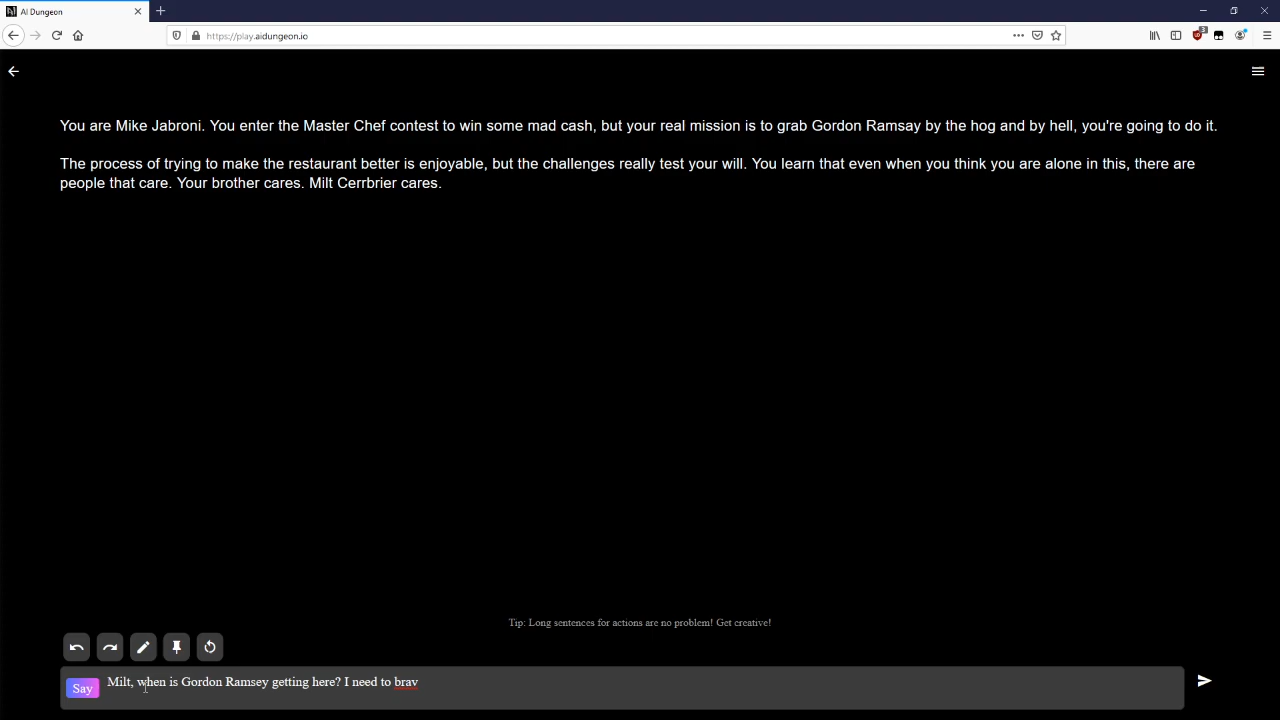 AI Dungeon
https://play.aidungeon.io
3
You are Mike Jabroni. You enter the Master Chef contest to win some mad cash, but your real mission is to grab Gordon Ramsay by the hog and by hell, you're going to do it.
The process of trying to make the restaurant better is enjoyable, but the challenges really test your will. You learn that even when you think you are alone in this, there are
people that care. Your brother cares. Milt Cerrbrier cares.
Tip: Long sentences for actions are no problem! Get creative!
Say Milt, when is Gordon Ramsey getting here? I need to brav